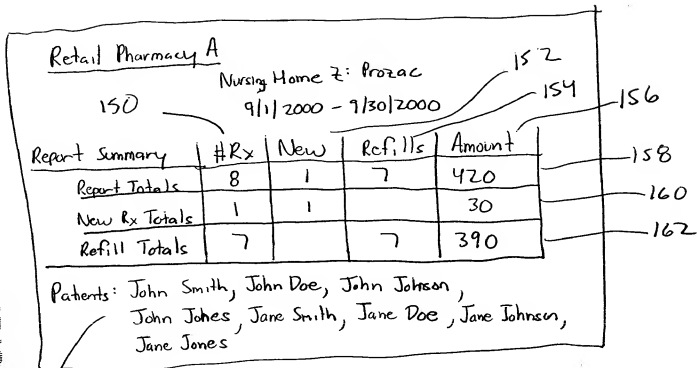 Retail Pharmacy A
Nursing Home Z: Prozac
152
150
9/1/2000 - 9/30/2000
154
156
Report Summary #Rx New Refills Amount
158
Report Totals 8 1 7 420
160
New Rx Totals 1 1 30
162
Refill Totals 7 7 390
Patients: John Smith, John Doe, John Johnson,
John Jones, Jane Smith, Jane Doe, Jane Johnson,
Jane Jones